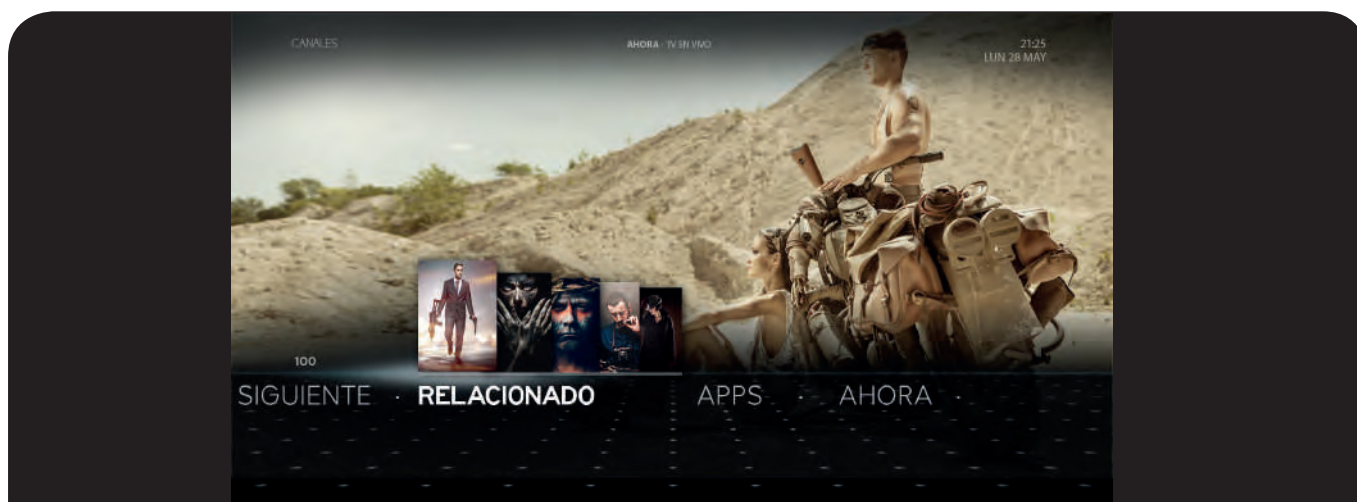 CANALES
AHORA · TV EN VIVO
21:25
LUN 28 MAY
100
SIGUIENTE · RELACIONADO APPS · AHORA ·